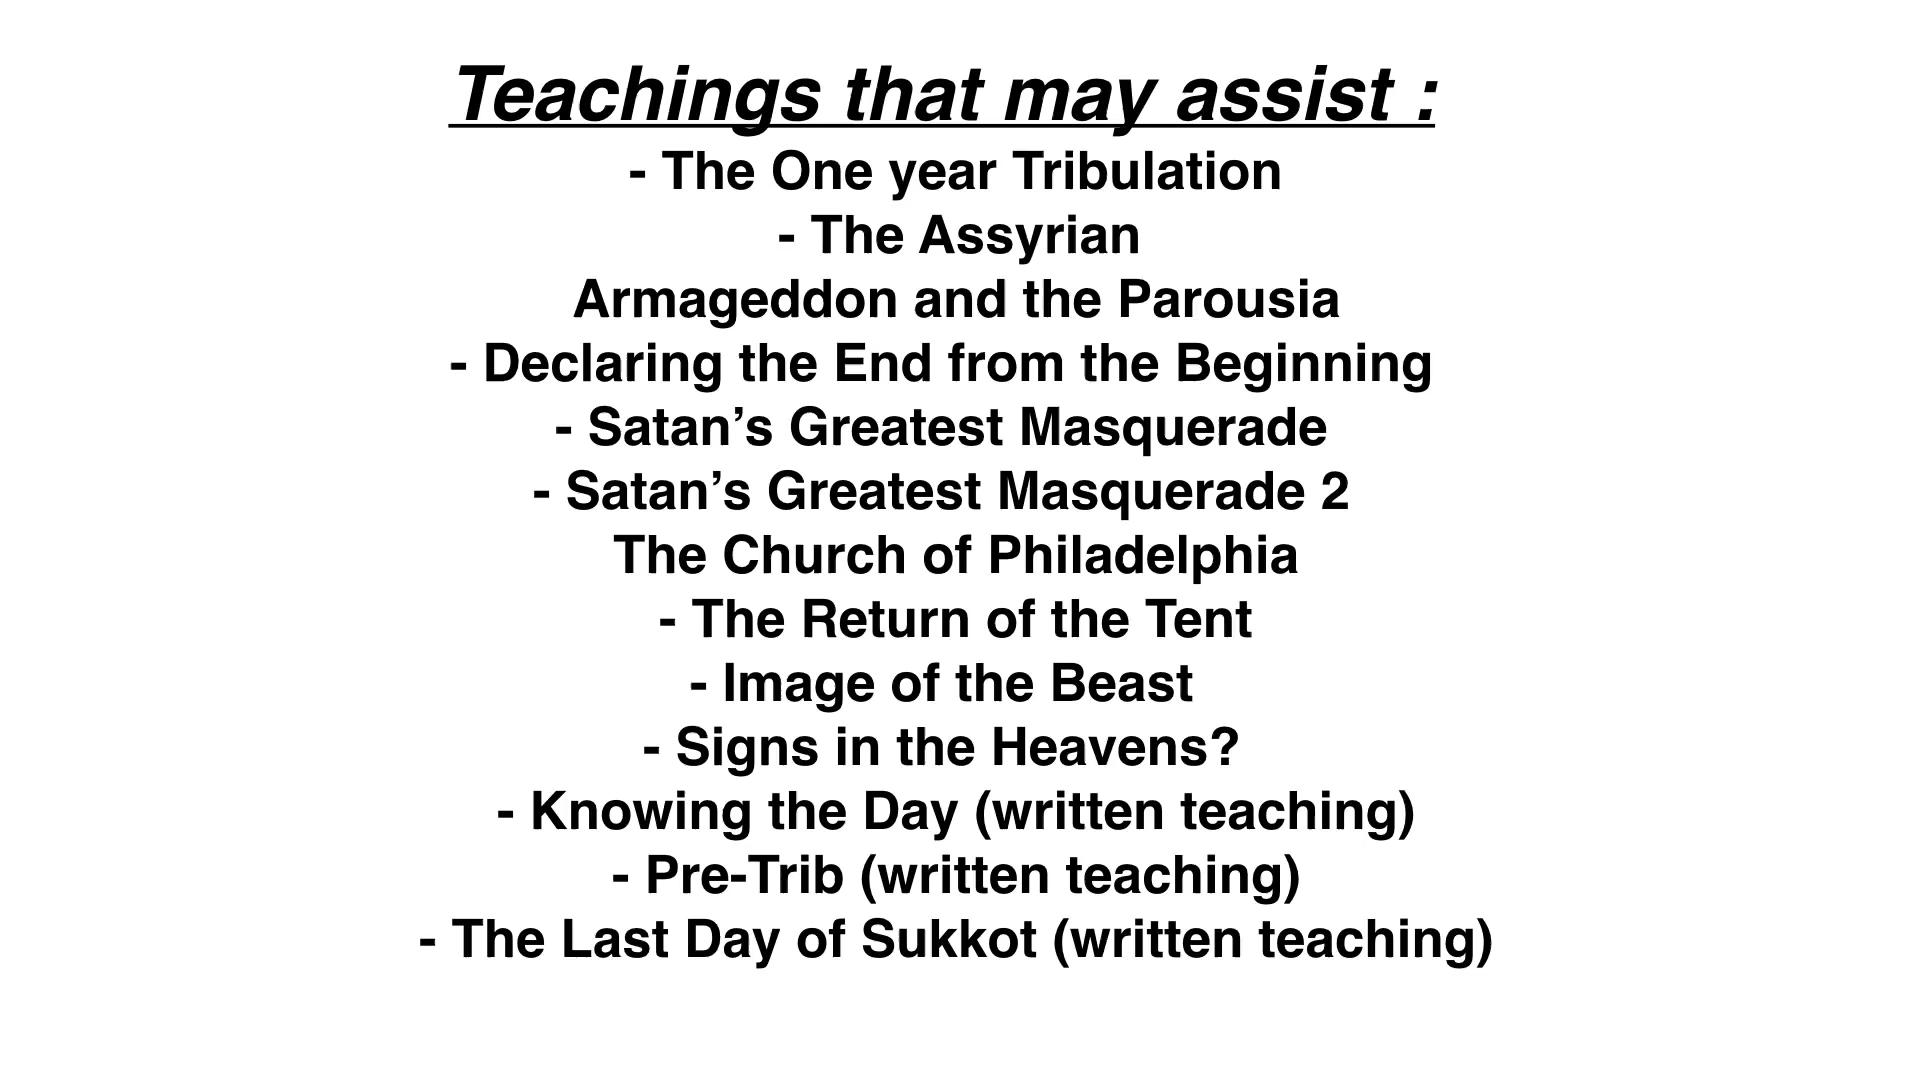 Teachings that may assist :
- The One year Tribulation
- The Assyrian
Armageddon and the Parousia
- Declaring the End from the Beginning
- Satan’s Greatest Masquerade
- Satan’s Greatest Masquerade 2
The Church of Philadelphia
- The Return of the Tent
- Image of the Beast
- Signs in the Heavens?
- Knowing the Day (written teaching)
- Pre-Trib (written teaching)
- The Last Day of Sukkot (written teaching)